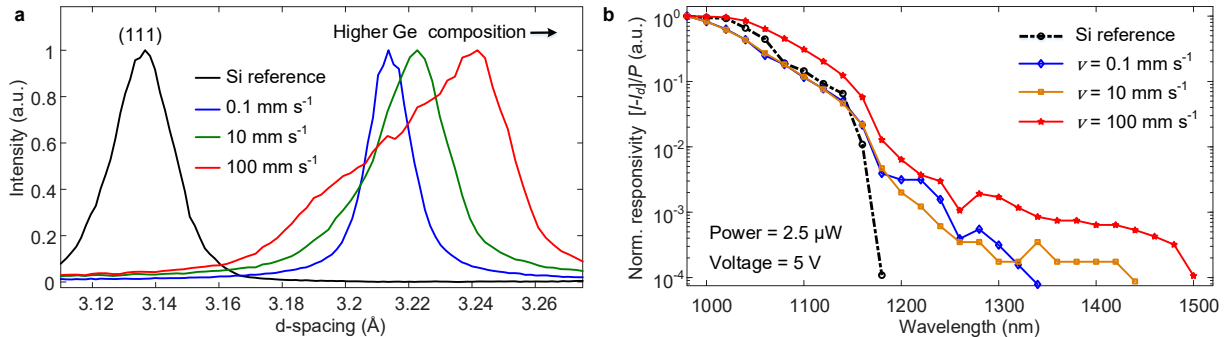 a
(111)
Higher Ge composition
Si reference
0.1 mm s⁻¹
10 mm s⁻¹
100 mm s⁻¹
Intensity (a.u.)
1
0.8
0.6
0.4
0.2
0
3.12 3.14 3.16 3.18 3.2 3.22 3.24 3.26
d-spacing (Å)
b
Si reference
v = 0.1 mm s⁻¹
v = 10 mm s⁻¹
v = 100 mm s⁻¹
Norm. responsivity [I-I_d]/P (a.u.)
10⁰
10⁻¹
10⁻²
10⁻³
10⁻⁴
Power = 2.5 µW
Voltage = 5 V
1000 1100 1200 1300 1400 1500
Wavelength (nm)